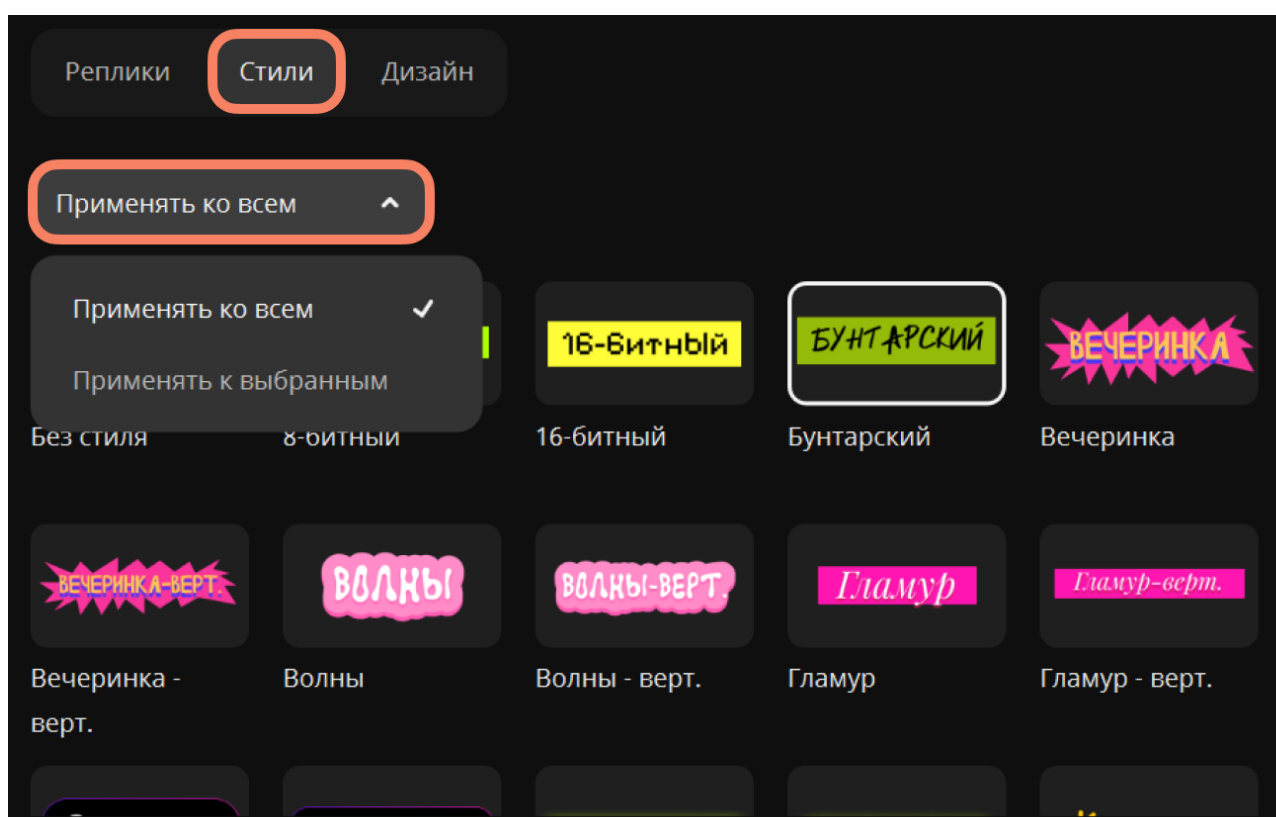 Реплики Стили Дизайн
Применять ко всем
Применять ко всем
Применять к выбранным
16-битный БУНТАРСКИЙ ВЕЧЕРИНКА
Без стиля 8-битный 16-битный Бунтарский Вечеринка
ВЕЧЕРИНКА-ВЕРТ. ВОЛНЫ ВОЛНЫ-ВЕРТ. Гламур Гламур-верт.
Вечеринка - Волны Волны - верт. Гламур Гламур - верт.
верт.